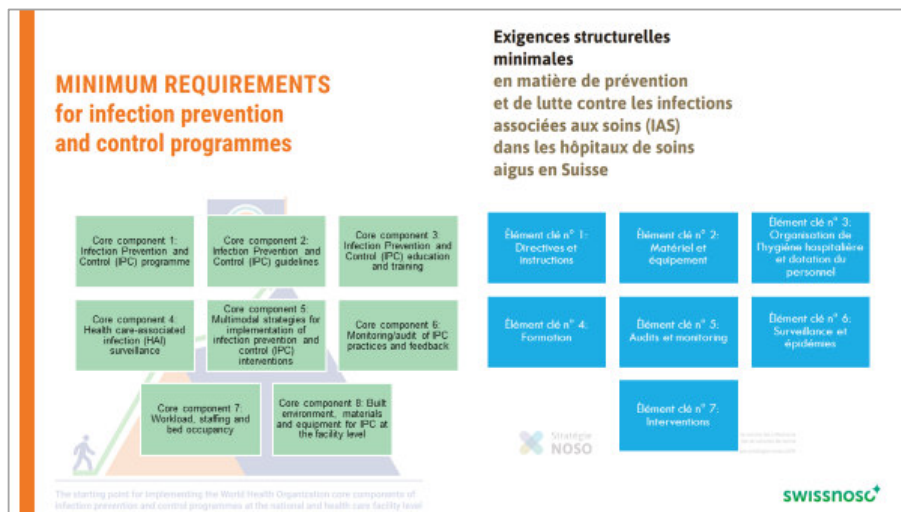 MINIMUM REQUIREMENTS
for infection prevention
and control programmes
Core component 1:
Infection Prevention and
Control (IPC) programme
Core component 2:
Infection Prevention and
Control (IPC) guidelines
Core component 3:
Infection Prevention and
Control (IPC) education
and training
Core component 4:
Health care-associated
infection (HAI)
surveillance
Core component 5:
Multimodal strategies for
implementation of
infection prevention and
control (IPC)
interventions
Core component 6:
Monitoring/audit of IPC
practices and feedback
Core component 7:
Workload, staffing and
bed occupancy
Core component 8: Built
environment, materials
and equipment for IPC at
the facility level
The starting point for implementing the World Health Organization core components of
infection prevention and control programmes at the national and health care facility level
Exigences structurelles
minimales
en matière de prévention
et de lutte contre les infections
associées aux soins (IAS)
dans les hôpitaux de soins
aigus en Suisse
Élément clé n° 1:
Directives et
instructions
Élément clé n° 2:
Matériel et
équipement
Élément clé n° 3:
Organisation de
l'hygiène hospitalière
et dotation du
personnel
Élément clé n° 4:
Formation
Élément clé n° 5:
Audits et monitoring
Élément clé n° 6:
Surveillance et
épidémies
Élément clé n° 7:
Interventions
Stratégie
NOSO
swissnoso